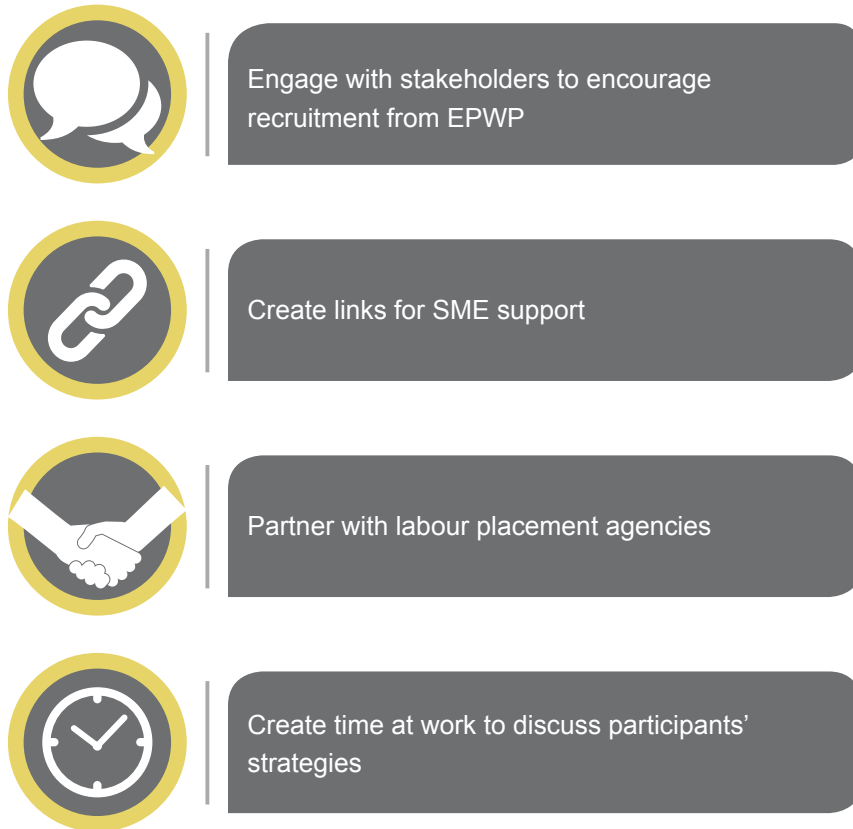 Engage with stakeholders to encourage
recruitment from EPWP
Create links for SME support
Partner with labour placement agencies
Create time at work to discuss participants’
strategies